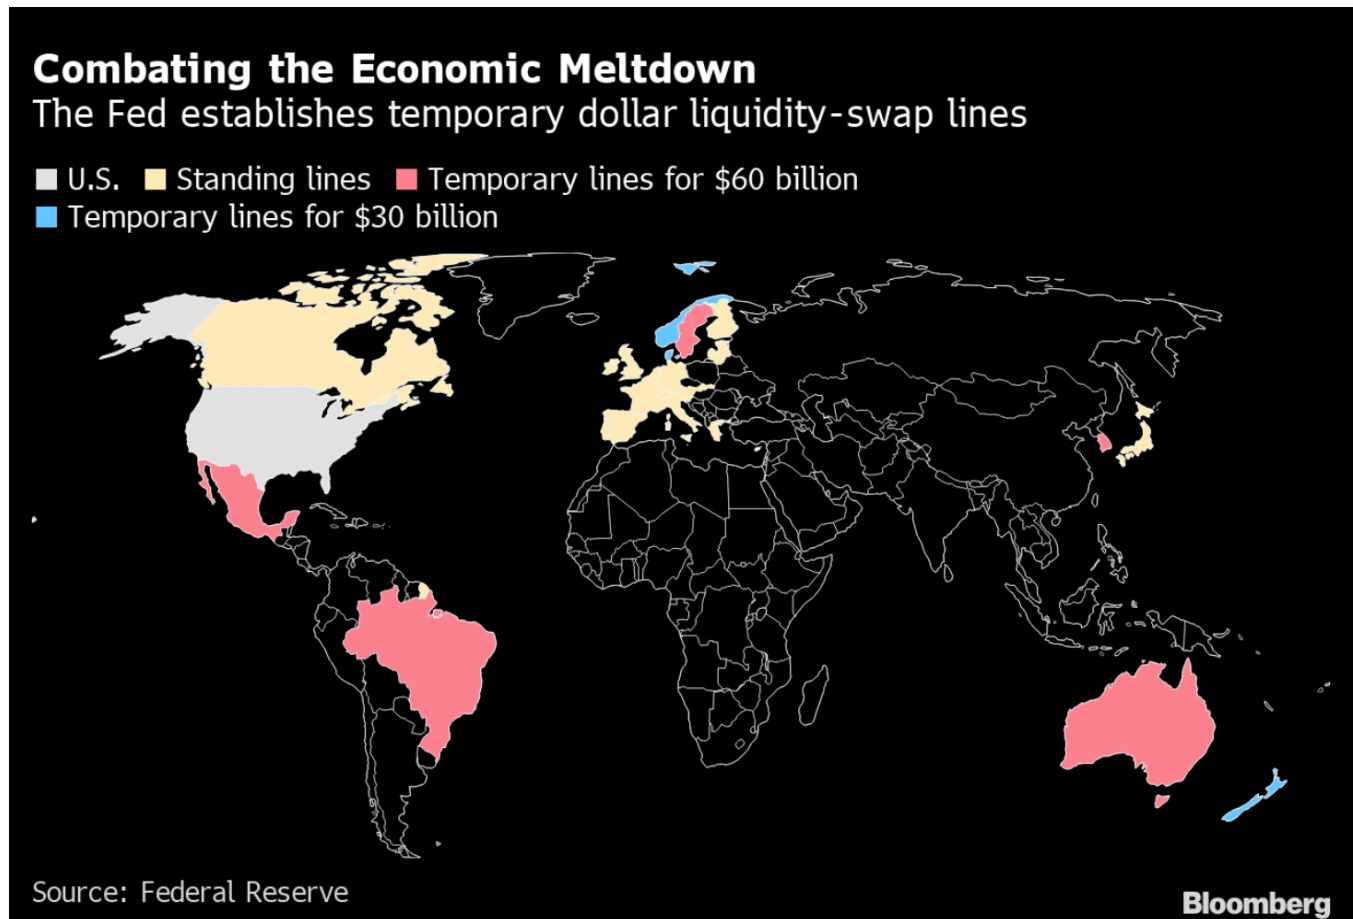 Combating the Economic Meltdown
The Fed establishes temporary dollar liquidity-swap lines
U.S. Standing lines Temporary lines for $60 billion
Temporary lines for $30 billion
Source: Federal Reserve
Bloomberg